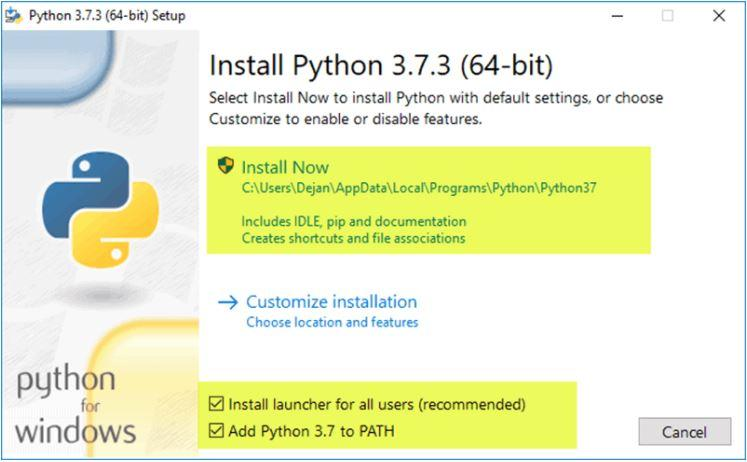 Python 3.7.3 (64-bit) Setup
Install Python 3.7.3 (64-bit)
Select Install Now to install Python with default settings, or choose
Customize to enable or disable features.
Install Now
C:\Users\Dejan\AppData\Local\Programs\Python\Python37
Includes IDLE, pip and documentation
Creates shortcuts and file associations
Customize installation
Choose location and features
python
for
windows
Install launcher for all users (recommended)
Add Python 3.7 to PATH
Cancel